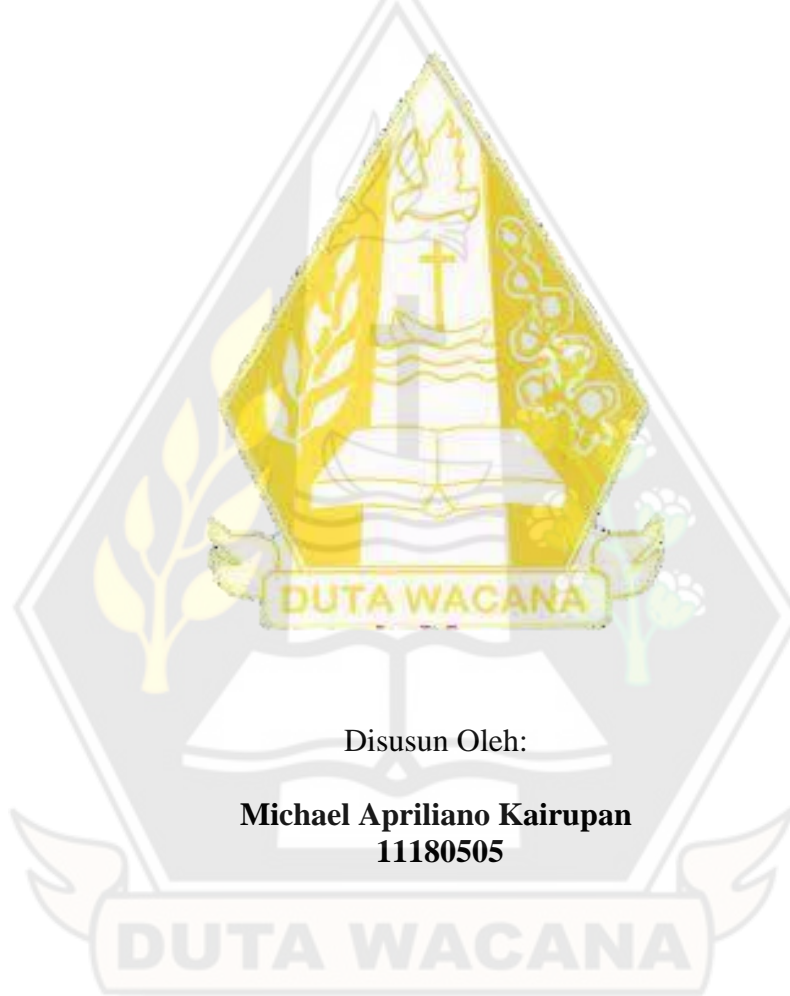 DUTA WACANA
Disusun Oleh:
Michael Apriliano Kairupan
11180505
DUTA WACANA